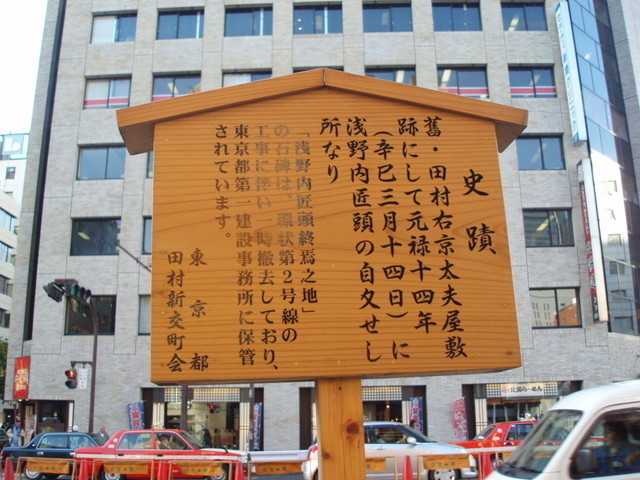 史蹟
舊・田村右京太夫屋敷
跡にして元禄十四年
(辛巳三月十四日)に
浅野内匠頭の自刃せし
所なり
「浅野内匠頭終焉之地」
の石碑は、環状第2号線の
工事に伴い一時撤去しており、
東京都第一建設事務所に保管
されています。
東京都
田村新交町会